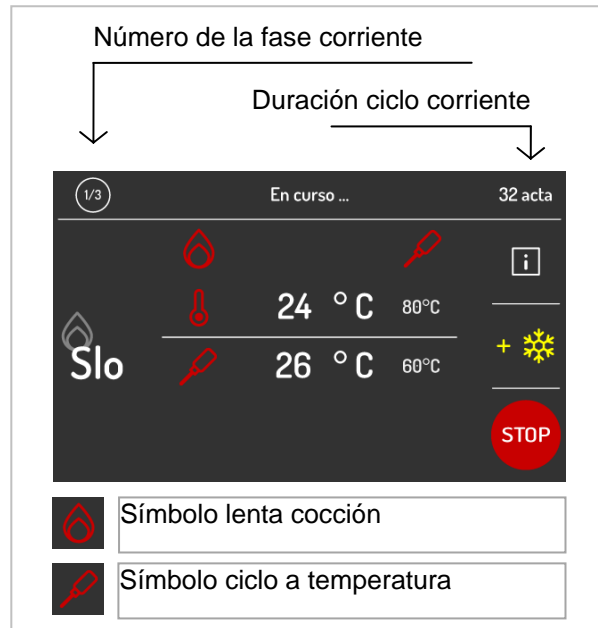 Número de la fase corriente
Duración ciclo corriente
1/3 En curso ... 32 acta
i
24 °C 80°C
+
Slo 26 °C 60°C
STOP
Símbolo lenta cocción
Símbolo ciclo a temperatura